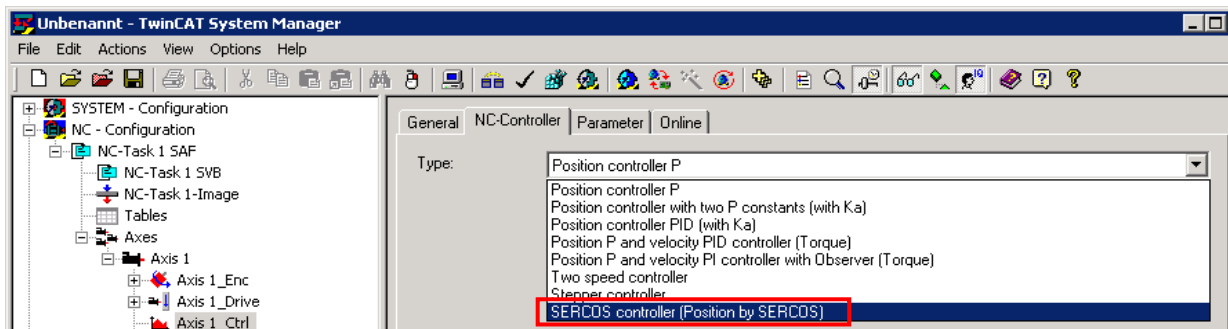 Unbenannt - TwinCAT System Manager
File Edit Actions View Options Help
SYSTEM - Configuration
NC - Configuration
NC-Task 1 SAF
NC-Task 1 SVB
NC-Task 1-Image
Tables
Axes
Axis 1
Axis 1_Enc
Axis 1_Drive
Axis 1_Ctrl
General NC-Controller Parameter Online
Type: Position controller P
Position controller P
Position controller with two P constants (with Ka)
Position controller PID (with Ka)
Position P and velocity PID controller (Torque)
Position P and velocity PI controller with Observer (Torque)
Two speed controller
Stepper controller
SERCOS controller (Position by SERCOS)